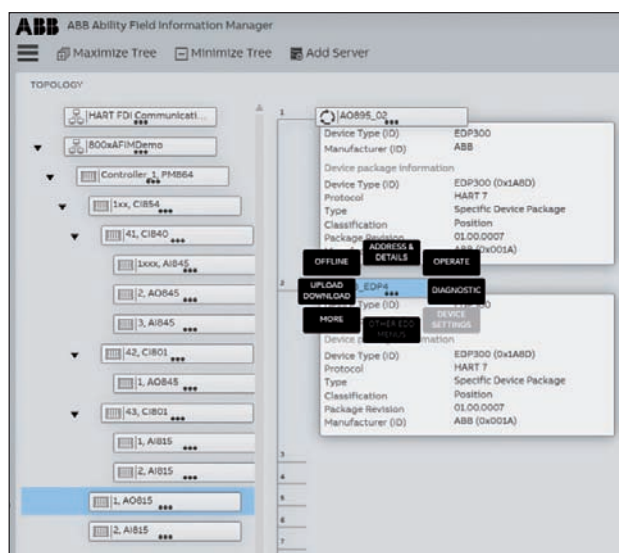 ABB ABB Ability Field Information Manager
Maximize Tree Minimize Tree Add Server
TOPOLOGY
HART FDI Communicati...
800xAFIMDemo
Controller_1, PM864
1xx, CI854
41, CI840
1xxx, AI845
2, AO845
3, AI845
42, CI801
1, AO845
43, CI801
1, AI815
2, AI815
1, AO815
2, AI815
1 AO895_02
Device Type (ID) EDP300
Manufacturer (ID) ABB
Device package Information
Device Type (ID) EDP300 (0x1A8D)
Protocol HART 7
Type Specific Device Package
Classification Position
Package Revision 01.00.0007
(0x001A)
OFFLINE
ADDRESS & DETAILS
OPERATE
2
_EDP4
UPLOAD DOWNLOAD
DIAGNOSTIC
Type (ID)
MORE
OTHER EDD MENUS
DEVICE SETTINGS
Device Type (ID) EDP300 (0x1A8D)
Protocol HART 7
Type Specific Device Package
Classification Position
Package Revision 01.00.0007
Manufacturer (ID) ABB (0x001A)
3
4
5
6
7